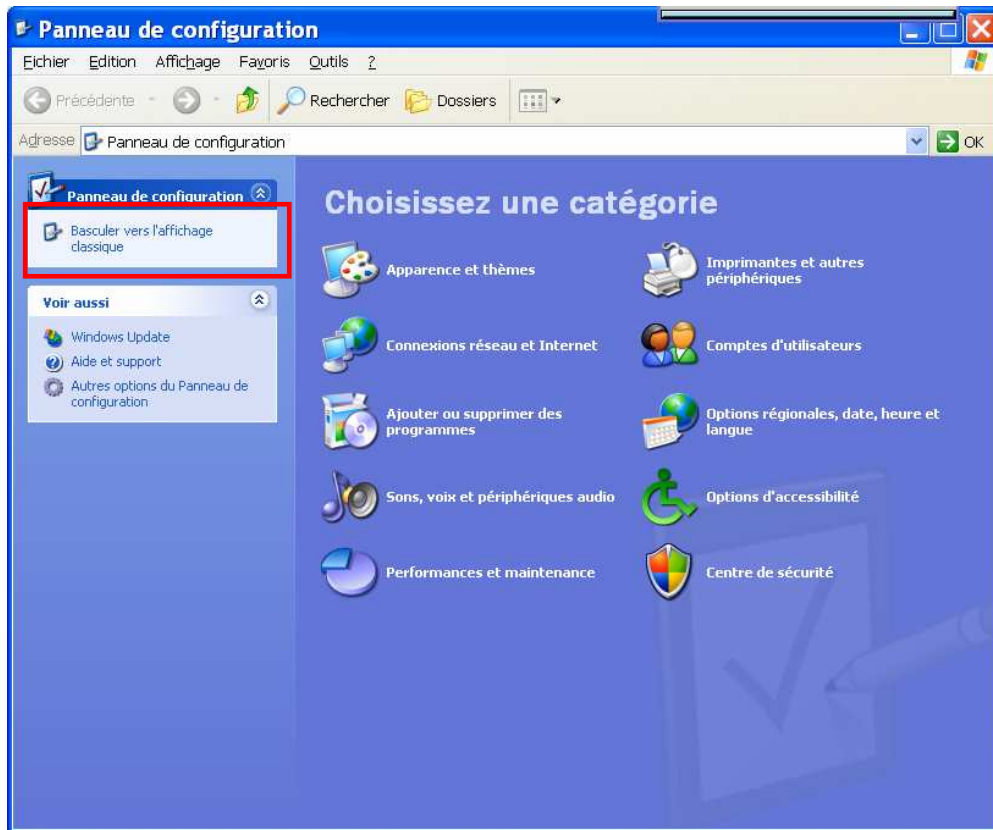 Panneau de configuration
Fichier Edition Affichage Favoris Outils ?
Précédente Rechercher Dossiers
Adresse Panneau de configuration OK
Panneau de configuration
Basculer vers l'affichage
classique
Voir aussi
Windows Update
Aide et support
Autres options du Panneau de
configuration
Choisissez une catégorie
Apparence et thèmes
Imprimantes et autres
périphériques
Connexions réseau et Internet
Comptes d'utilisateurs
Ajouter ou supprimer des
programmes
Options régionales, date, heure et
langue
Sons, voix et périphériques audio
Options d'accessibilité
Performances et maintenance
Centre de sécurité